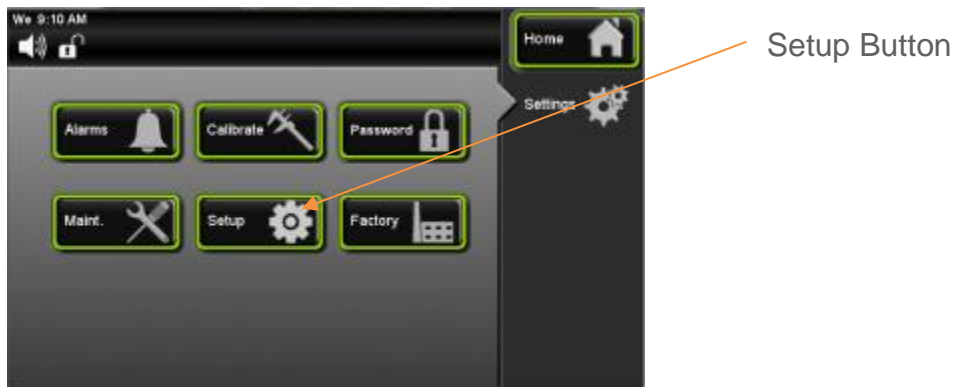 We 9:10 AM
Home
Setup Button
Settings
Alarms
Calibrate
Password
Maint.
Setup
Factory